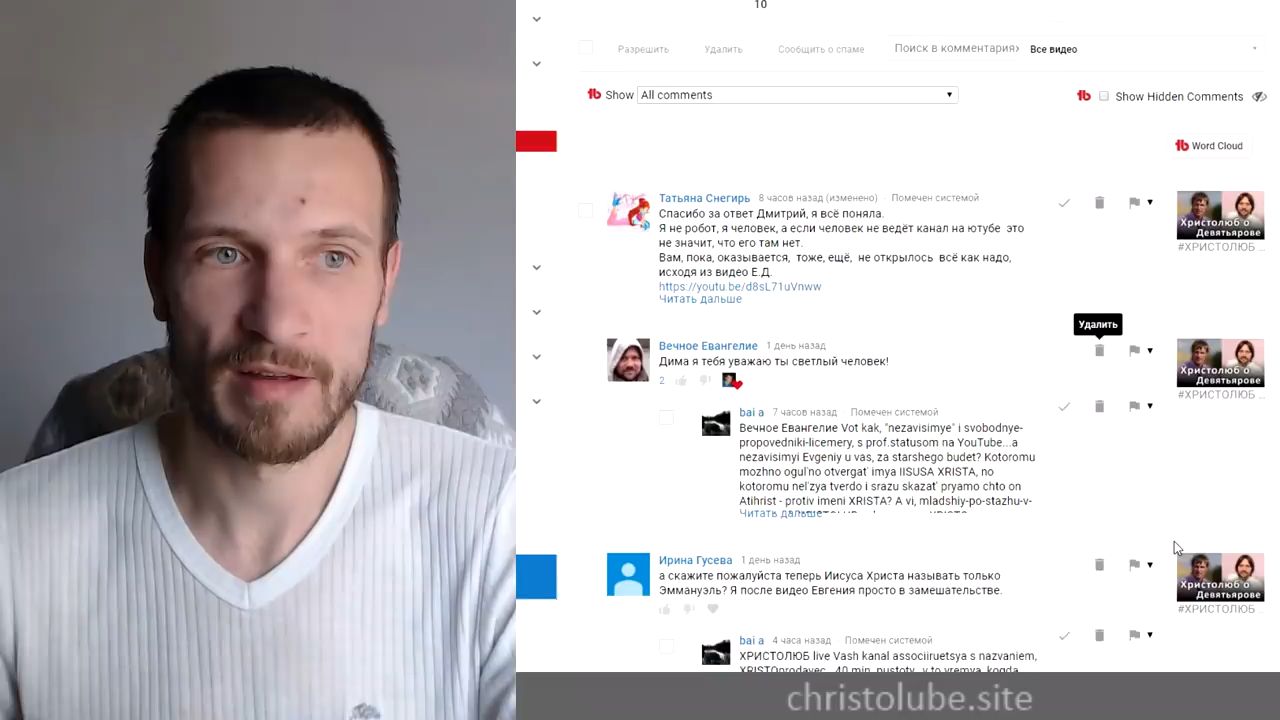 10
Разрешить
Удалить
Сообщить о спаме
Поиск в комментария
Все видео
Show
All comments
Show Hidden Comments
Word Cloud
Татьяна Снегирь 8 часов назад (изменено) · Помечен системой
Спасибо за ответ Дмитрий, я всё поняла.
Я не робот, я человек, а если человек не ведёт канал на ютубе это
не значит, что его там нет.
Вам, пока, оказывается, тоже, ещё, не открылось всё как надо,
исходя из видео Е.Д.
https://youtu.be/d8sL71uVnww
Читать дальше
Христолюб о
Девятьярове
#ХРИСТОЛЮБ ...
Удалить
Вечное Евангелие 1 день назад
Дима я тебя уважаю ты светлый человек!
2
Христолюб о
Девятьярове
#ХРИСТОЛЮБ ...
bai a 7 часов назад · Помечен системой
Вечное Евангелие Vot kak, "nezavisimye" i svobodnye-
propovedniki-licemery, s prof.statusom na YouTube...a
nezavisimyi Evgeniy u vas, za starshego budet? Kotoromu
mozhno ogul'no otvergat' imya IISUSA XRISTA, no
kotoromu nel'zya tverdo i srazu skazat' pryamo chto on
Atihrist - protiv imeni XRISTA? A vi, mladshiy-po-stazhu-v-
Читать дальше
Ирина Гусева 1 день назад
а скажите пожалуйста теперь Иисуса Христа называть только
Эммануэль? Я после видео Евгения просто в замешательстве.
Христолюб о
Девятьярове
#ХРИСТОЛЮБ ...
bai a 4 часа назад · Помечен системой
ХРИСТОЛЮБ live Vash kanal associiruetsya s nazvaniem,
christolube.site